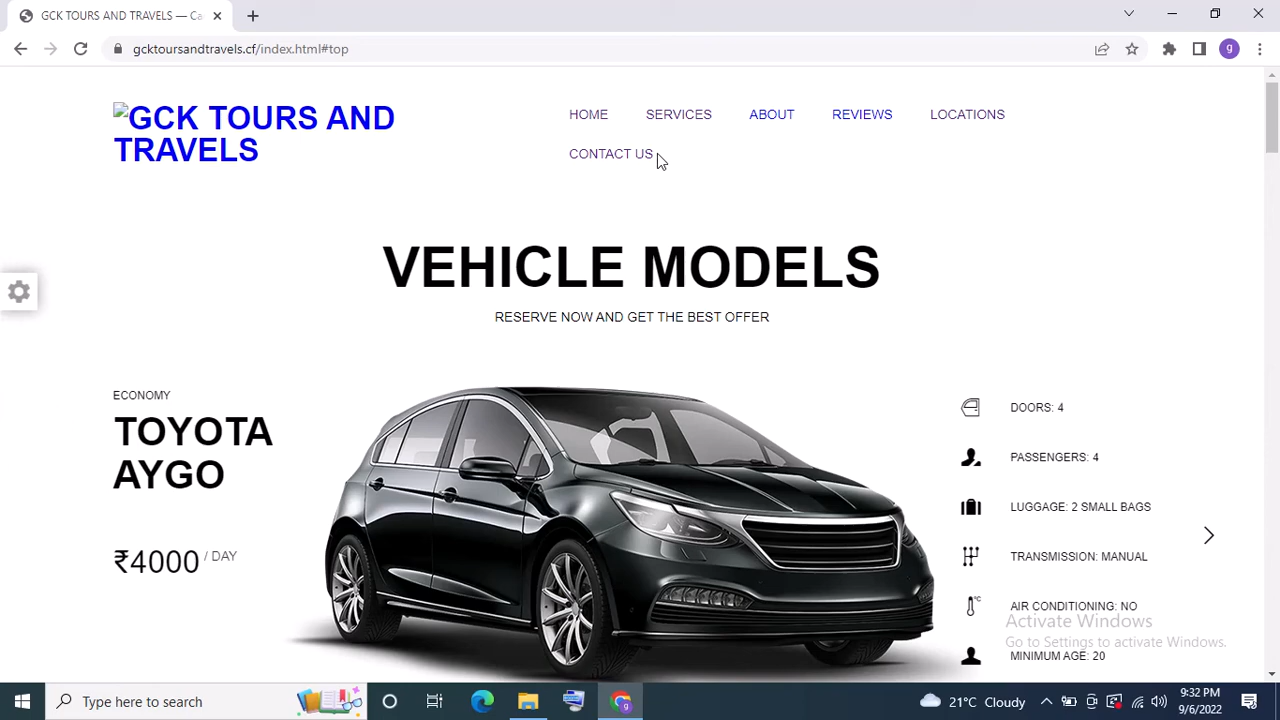 GCK TOURS AND TRAVELS — Ca
gcktoursandtravels.cf/index.html#top
g
GCK TOURS AND
TRAVELS
HOME
SERVICES
ABOUT
REVIEWS
LOCATIONS
CONTACT US
VEHICLE MODELS
RESERVE NOW AND GET THE BEST OFFER
ECONOMY
TOYOTA
AYGO
₹4000 / DAY
DOORS: 4
PASSENGERS: 4
LUGGAGE: 2 SMALL BAGS
TRANSMISSION: MANUAL
°C
AIR CONDITIONING: NO
MINIMUM AGE: 20
Activate Windows
Go to Settings to activate Windows.
Type here to search
g
21°C Cloudy
9:32 PM
9/6/2022